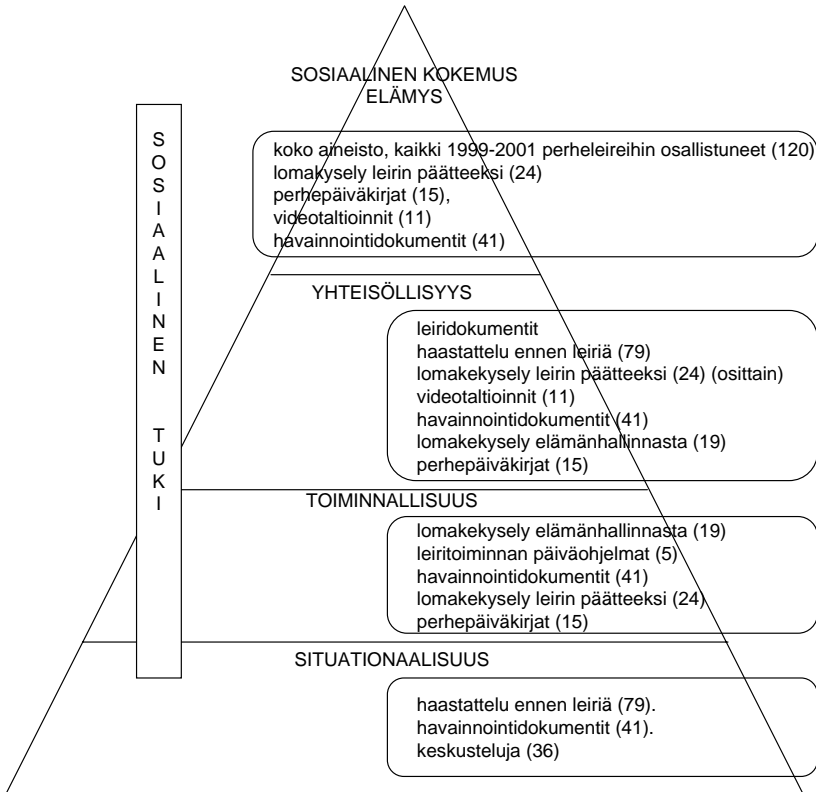 SOSIAALINEN KOKEMUS
ELÄMYS
SOSIAALINEN TUKI
koko aineisto, kaikki 1999-2001 perheleireihin osallistuneet (120)
lomakysely leirin päätteeksi (24)
perhepäiväkirjat (15),
videotaltioinnit (11)
havainnointidokumentit (41)
YHTEISÖLLISYYS
leiridokumentit
haastattelu ennen leiriä (79)
lomakekysely leirin päätteeksi (24) (osittain)
videotaltioinnit (11)
havainnointidokumentit (41)
lomakekysely elämänhallinnasta (19)
perhepäiväkirjat (15)
TOIMINNALLISUUS
lomakekysely elämänhallinnasta (19)
leiritoiminnan päiväohjelmat (5)
havainnointidokumentit (41)
lomakekysely leirin päätteeksi (24)
perhepäiväkirjat (15)
SITUATIONAALISUUS
haastattelu ennen leiriä (79).
havainnointidokumentit (41).
keskusteluja (36)